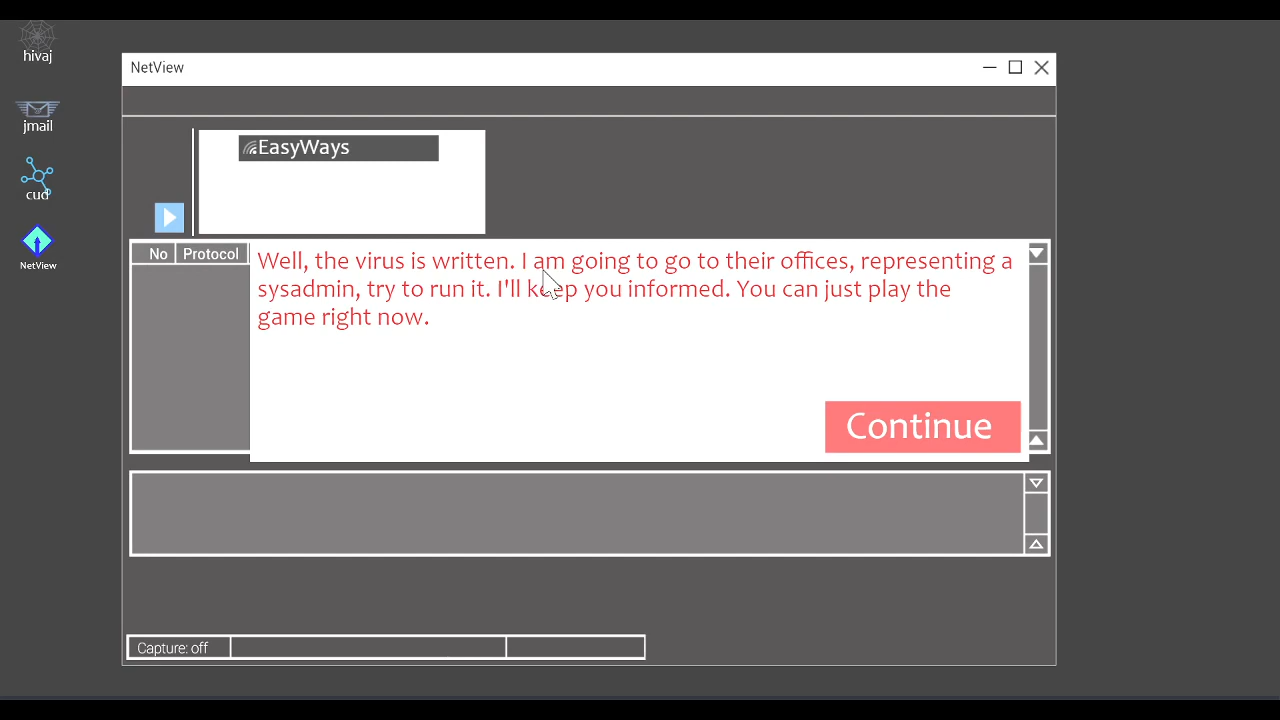 hivaj
jmail
cud
NetView
NetView
EasyWays
No Protocol
Well, the virus is written. I am going to go to their offices, representing a
sysadmin, try to run it. I'll keep you informed. You can just play the
game right now.
Continue
Capture: off